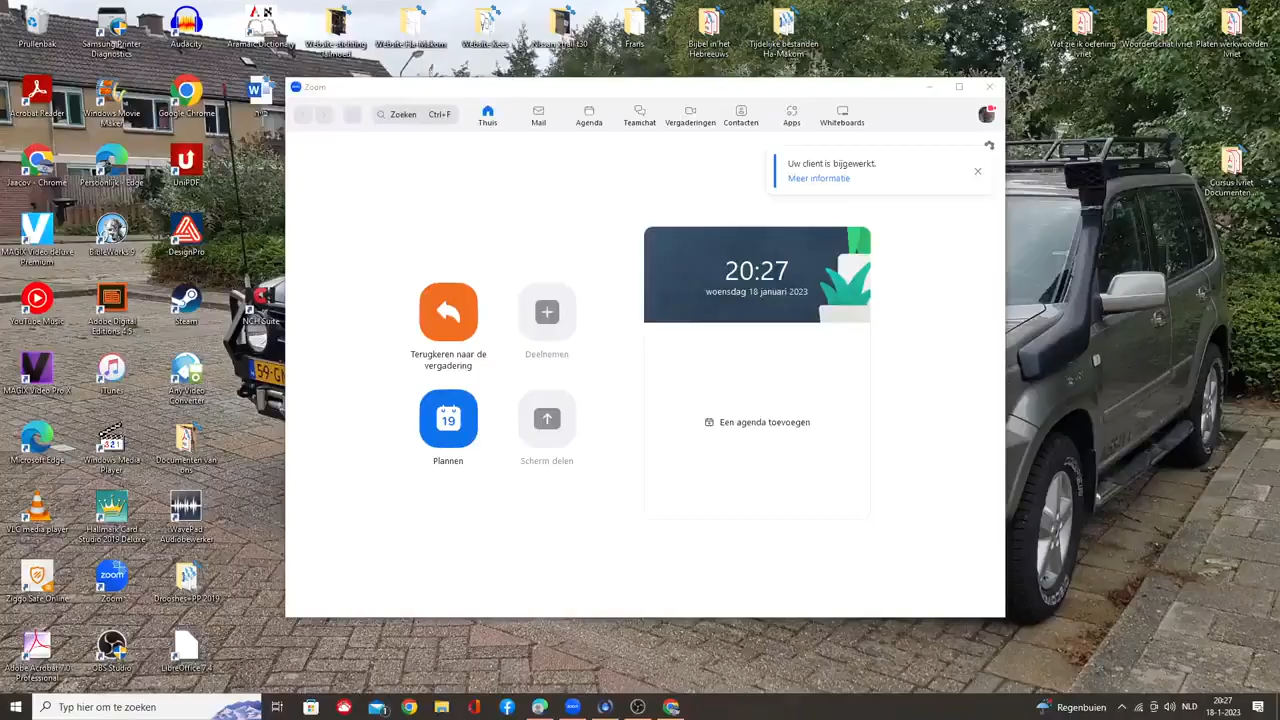 Prullenbak
Samsung Printer
Diagnostics
Audacity
Aramaic Dictionary
Website stichting
Website Ha-Makom
Website Kees
Nissan Xtrail t30
Frans
Bijbel in het
Hebreeuws
Tijdelijke bestanden
Ha-Makom
Wat zie ik oefening
Ivriet
Woordenschat Ivriet
Platen werkwoorden
Ivriet
Acrobat Reader
Windows Movie
Maker
Google Chrome
Jaacov - Chrome
Persoonlijk - Edge
UniPDF
Cursus Ivriet
Documenten...
MAGIX Video deluxe
Premium
BibleWorks 9
DesignPro
YouTube Music
Adobe Digital
Editions 4.5
Steam
NCH Suite
MAGIX Video Pro X
iTunes
Any Video
Converter
Microsoft Edge
Windows Media
Player
Documenten van
ons
VLC media player
Hallmark Card
Studio 2019 Deluxe
WavePad
Audiobewerker
Ziggo Safe Online
Zoom
Drooshes+PP 2019
Adobe Acrobat 7.0
Professional
OBS Studio
LibreOffice 7.4
Zoom
Zoeken Ctrl+F
Thuis
Mail
Agenda
Teamchat
Vergaderingen
Contacten
Apps
Whiteboards
Uw client is bijgewerkt.
Meer informatie
20:27
woensdag 18 januari 2023
Terugkeren naar de
vergadering
Deelnemen
19
Plannen
Scherm delen
Een agenda toevoegen
Typ hier om te zoeken
Regenbuien
NLD
20:27
18-1-2023